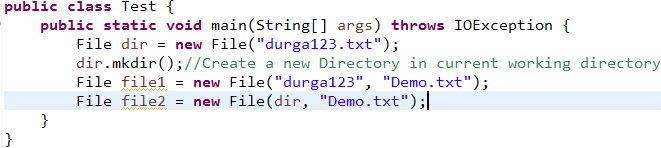 public class Test {
    public static void main(String[] args) throws IOException {
        File dir = new File("durga123.txt");
        dir.mkdir();//Create a new Directory in current working directory
        File file1 = new File("durga123", "Demo.txt");
        File file2 = new File(dir, "Demo.txt");
    }
}